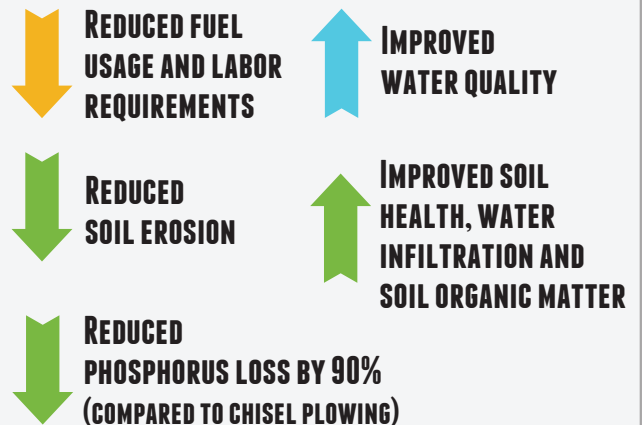 REDUCED FUEL
USAGE AND LABOR
REQUIREMENTS
IMPROVED
WATER QUALITY
REDUCED
SOIL EROSION
IMPROVED SOIL
HEALTH, WATER
INFILTRATION AND
SOIL ORGANIC MATTER
REDUCED
PHOSPHORUS LOSS BY 90%
(COMPARED TO CHISEL PLOWING)